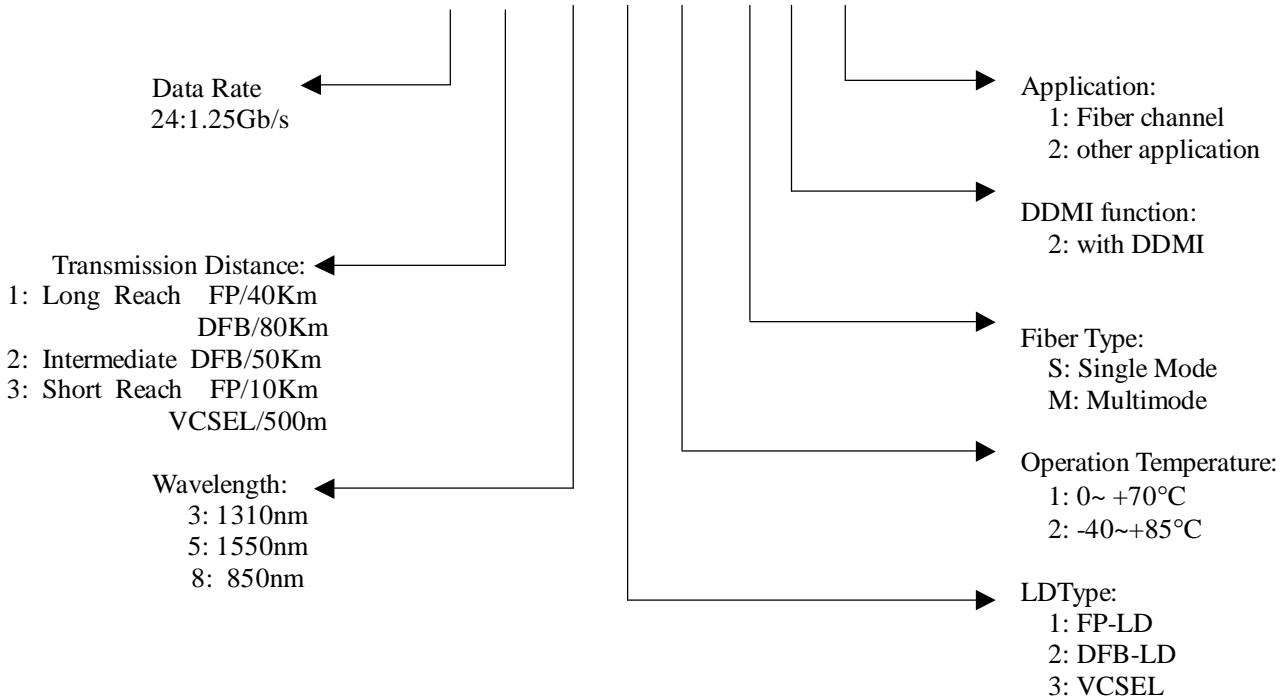 Data Rate
24:1.25Gb/s
Transmission Distance:
1: Long Reach FP/40Km
DFB/80Km
2: Intermediate DFB/50Km
3: Short Reach FP/10Km
VCSEL/500m
Wavelength:
3: 1310nm
5: 1550nm
8: 850nm
Application:
1: Fiber channel
2: other application
DDMI function:
2: with DDMI
Fiber Type:
S: Single Mode
M: Multimode
Operation Temperature:
1: 0~ +70°C
2: -40~+85°C
LDType:
1: FP-LD
2: DFB-LD
3: VCSEL